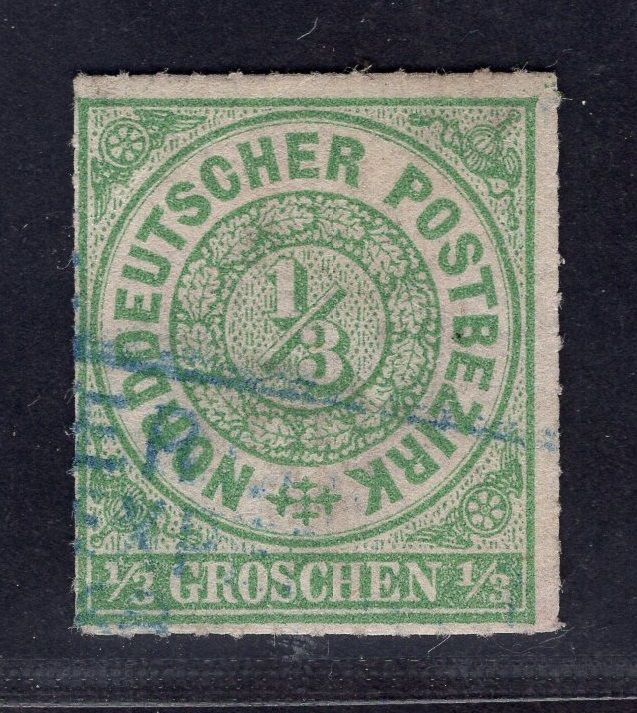 NORDDEUTSCHER POSTBEZIRK
1/3
1/3 GROSCHEN 1/3